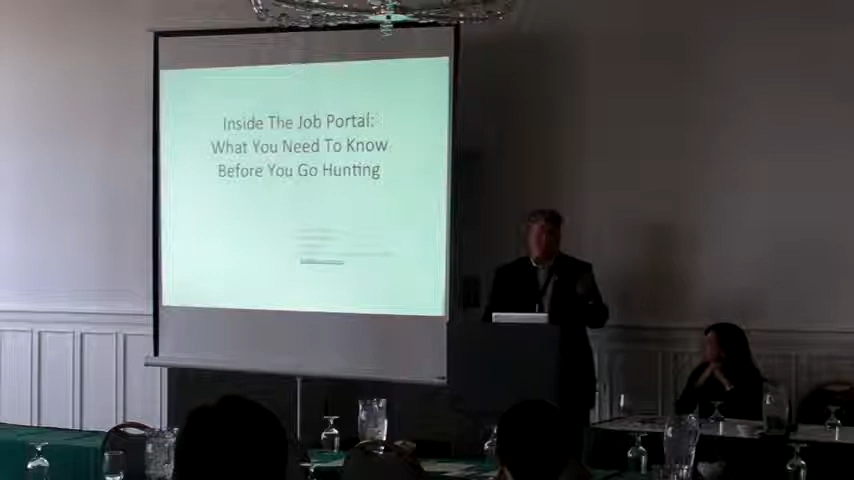 Inside The Job Portal:
What You Need To Know
Before You Go Hunting